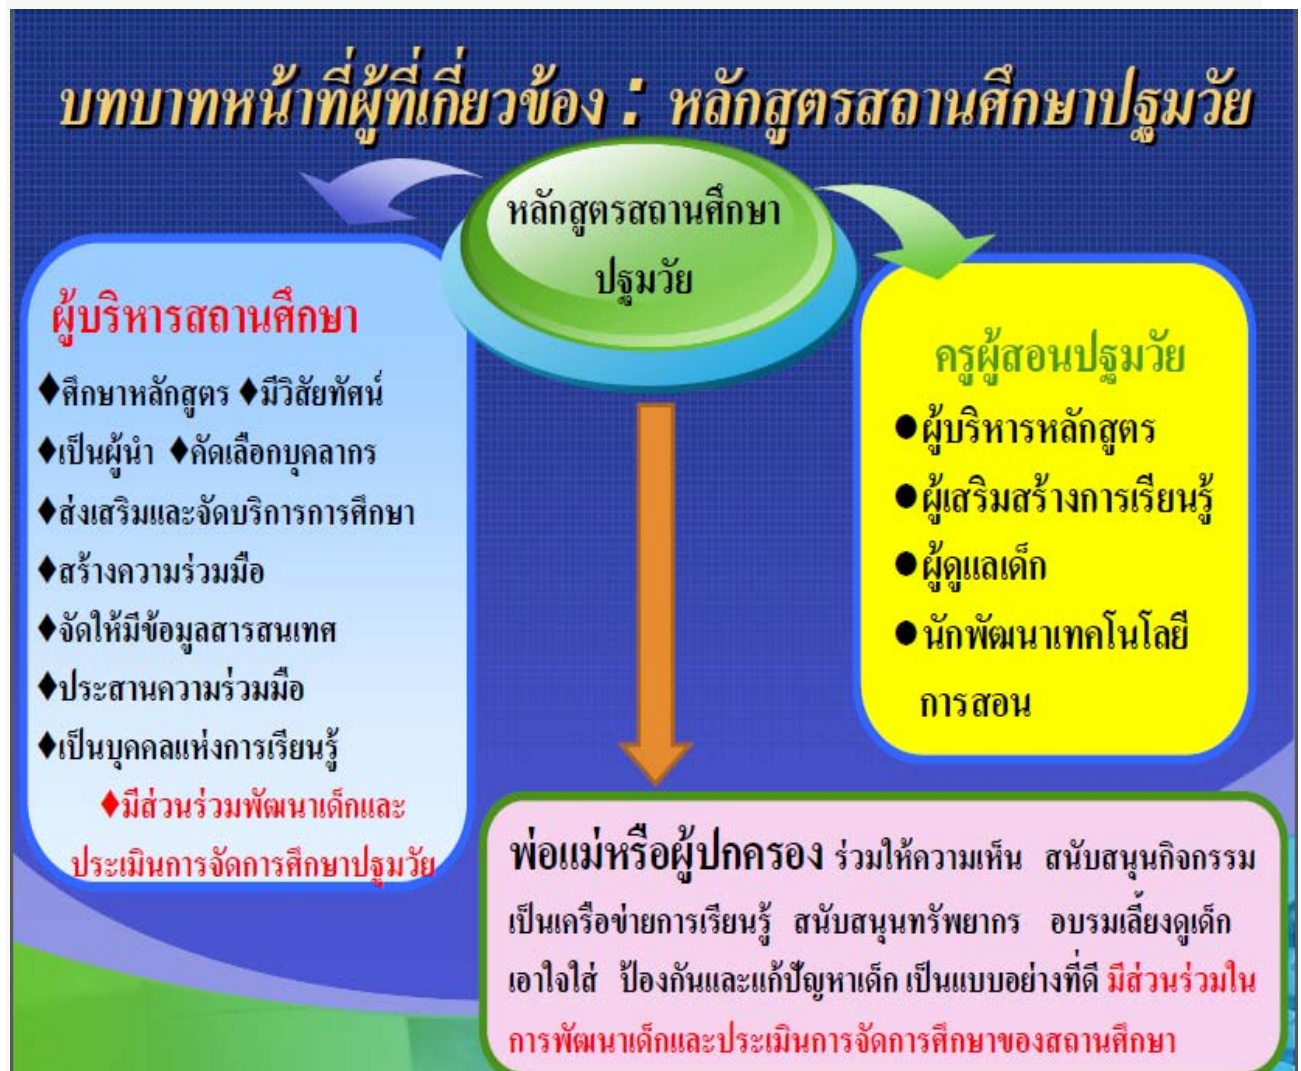 บทบาทหน้าที่ผู้ที่เกี่ยวข้อง : หลักสูตรสถานศึกษาปฐมวัย
หลักสูตรสถานศึกษา
ปฐมวัย
ผู้บริหารสถานศึกษา
♦ศึกษาหลักสูตร ♦มีวิสัยทัศน์
♦เป็นผู้นำ ♦คัดเลือกบุคลากร
♦ส่งเสริมและจัดบริการการศึกษา
♦สร้างความร่วมมือ
♦จัดให้มีข้อมูลสารสนเทศ
♦ประสานความร่วมมือ
♦เป็นบุคคลแห่งการเรียนรู้
♦มีส่วนร่วมพัฒนาเด็กและ
ประเมินการจัดการศึกษาปฐมวัย
ครูผู้สอนปฐมวัย
●ผู้บริหารหลักสูตร
●ผู้เสริมสร้างการเรียนรู้
●ผู้ดูแลเด็ก
●นักพัฒนาเทคโนโลยี
การสอน
พ่อแม่หรือผู้ปกครอง ร่วมให้ความเห็น สนับสนุนกิจกรรม
เป็นเครือข่ายการเรียนรู้ สนับสนุนทรัพยากร อบรมเลี้ยงดูเด็ก
เอาใจใส่ ป้องกันและแก้ปัญหาเด็ก เป็นแบบอย่างที่ดี มีส่วนร่วมใน
การพัฒนาเด็กและประเมินการจัดการศึกษาของสถานศึกษา